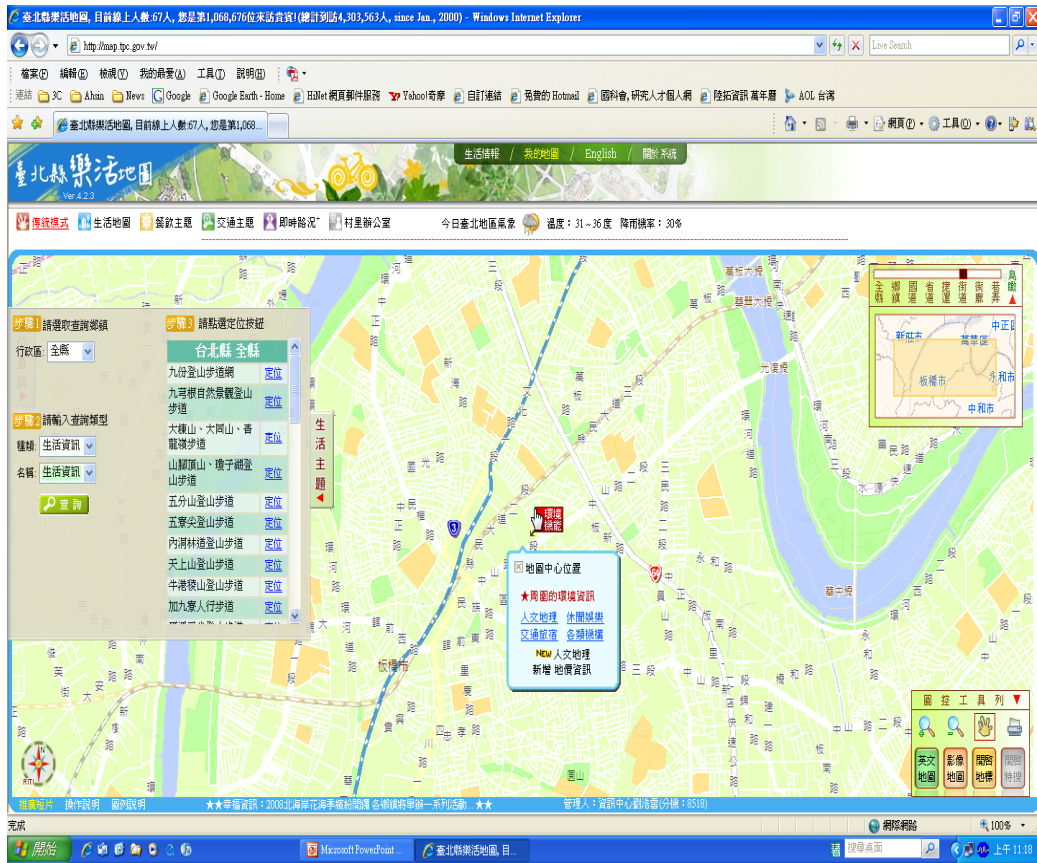 臺北縣樂活地圖, 目前線上人數:67人, 您是第1,068,676位來訪貴賓!(總計到訪4,303,563人, since Jan., 2000) - Windows Internet Explorer
http://map.tpc.gov.tw/
Live Search
檔案(F) 編輯(E) 檢視(V) 我的最愛(A) 工具(T) 說明(H)
連結 3C Ahsin News Google Google Earth - Home HiNet 網頁郵件服務 Yahoo!奇摩 自訂連結 免費的 Hotmail 國科會,研究人才個人網 陸拓資訊 萬年曆 AOL 台灣
臺北縣樂活地圖, 目前線上人數:67人, 您是第1,068...
網頁(P) 工具(O)
臺北縣樂活地圖
Ver 4.2.3
生活情報 / 我的地圖 / English / 關於系統
傳統模式 生活地圖 餐飲主題 交通主題 即時路況 村里辦公室 今日臺北地區氣象 溫度:31~36度 降雨機率:30%
步驟1 請選取查詢鄉鎮
行政區: 全縣
步驟2 請輸入查詢類型
種類: 生活資訊
名稱: 生活資訊
查詢
步驟3 請點選定位按鈕
台北縣 全縣
九份登山步道網 定位
九芎根自然景觀登山步道 定位
大棟山、大同山、青龍嶺步道 定位
山腳頂山、瓊子湖登山步道 定位
五分山登山步道 定位
五寮尖登山步道 定位
內洞林道登山步道 定位
天上山登山步道 定位
牛港稜山登山步道 定位
加九寮人行步道 定位
生活主題
全縣 鄉鎮 國道 省道 捷運 街道 街廓 巷弄
鳥瞰
新莊市
萬華區
中正區
板橋市
永和市
中和市
萬板大橋
華翠大橋
光復橋
華中橋
板橋市
圓山
3
64
環境機能
地圖中心位置
★周圍的環境資訊
人文地理 休閒娛樂
交通旅宿 各類機構
NEW 人文地理
新增 地價資訊
圖控工具列
英文地圖 影像地圖 開啓地標 開啓特搜
N
RITI
推廣短片 操作說明 圖例說明 ★★幸福資訊:2008北海岸花海季繽紛開鑼 各鄉鎮將舉辦一系列活動...★★ 管理人:資訊中心劉浩雲(分機:8518)
完成 網際網路 100%
開始 Microsoft PowerPoint ... 臺北縣樂活地圖, 目... 搜尋桌面 上午 11:18